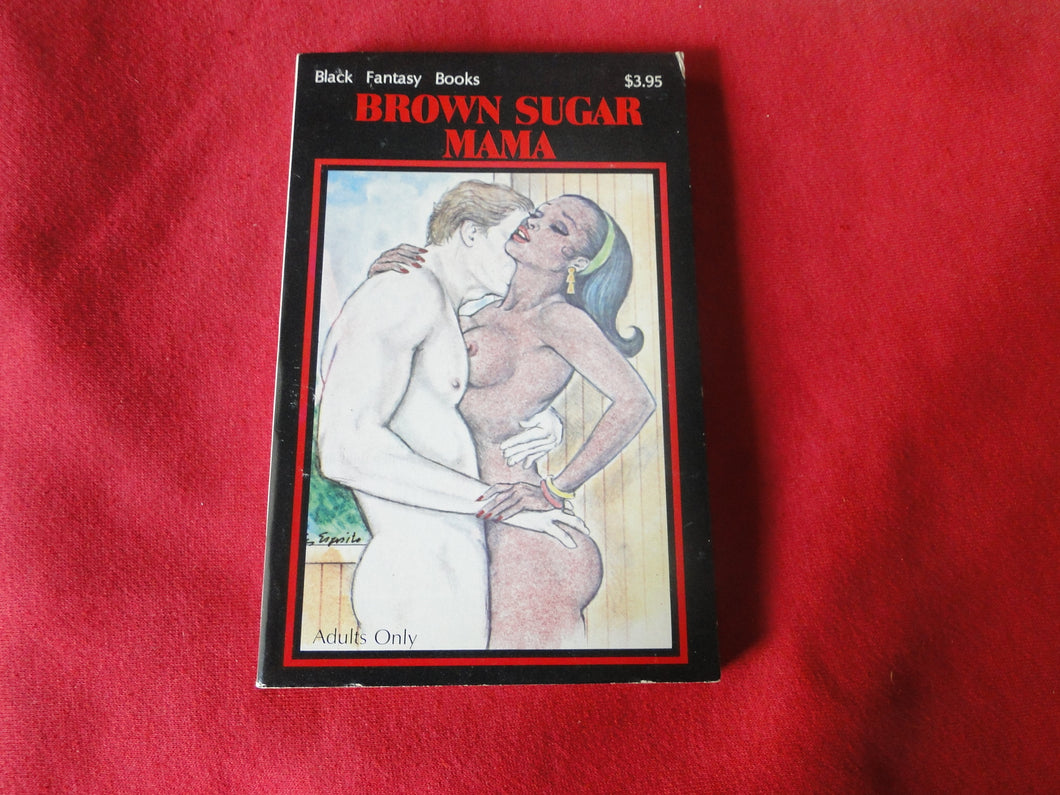 Black Fantasy Books
$3.95
BROWN SUGAR
MAMA
Adults Only